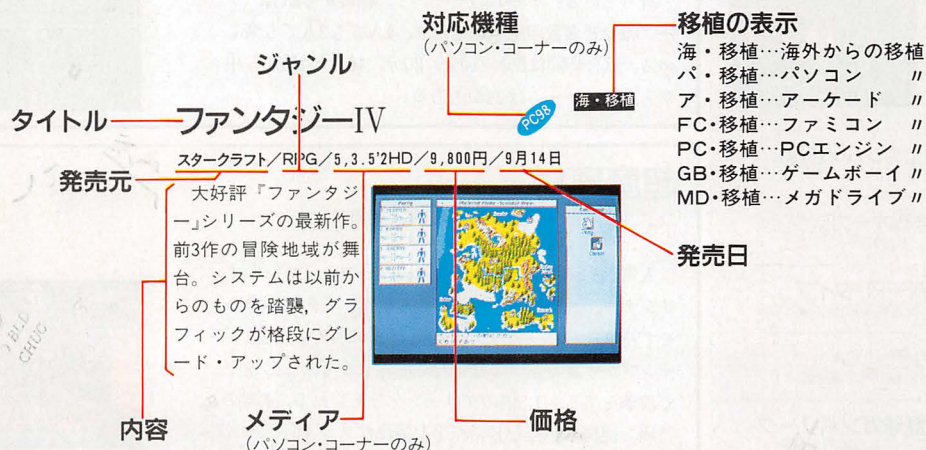 対応機種
(パソコン・コーナーのみ)
移植の表示
海・移植…海外からの移植
パ・移植…パソコン 〃
ア・移植…アーケード 〃
FC・移植…ファミコン 〃
PC・移植…PCエンジン 〃
GB・移植…ゲームボーイ〃
MD・移植…メガドライブ〃
ジャンル
タイトル
ファンタジーIV
PC98
海・移植
スタークラフト/RPG/5,3.5'2HD/9,800円/9月14日
発売元
大好評『ファンタジ
ー』シリーズの最新作。
前3作の冒険地域が舞
台。システムは以前か
らのものを踏襲,グラ
フィックが格段にグレ
ード・アップされた。
発売日
内容
メディア
(パソコン・コーナーのみ)
価格